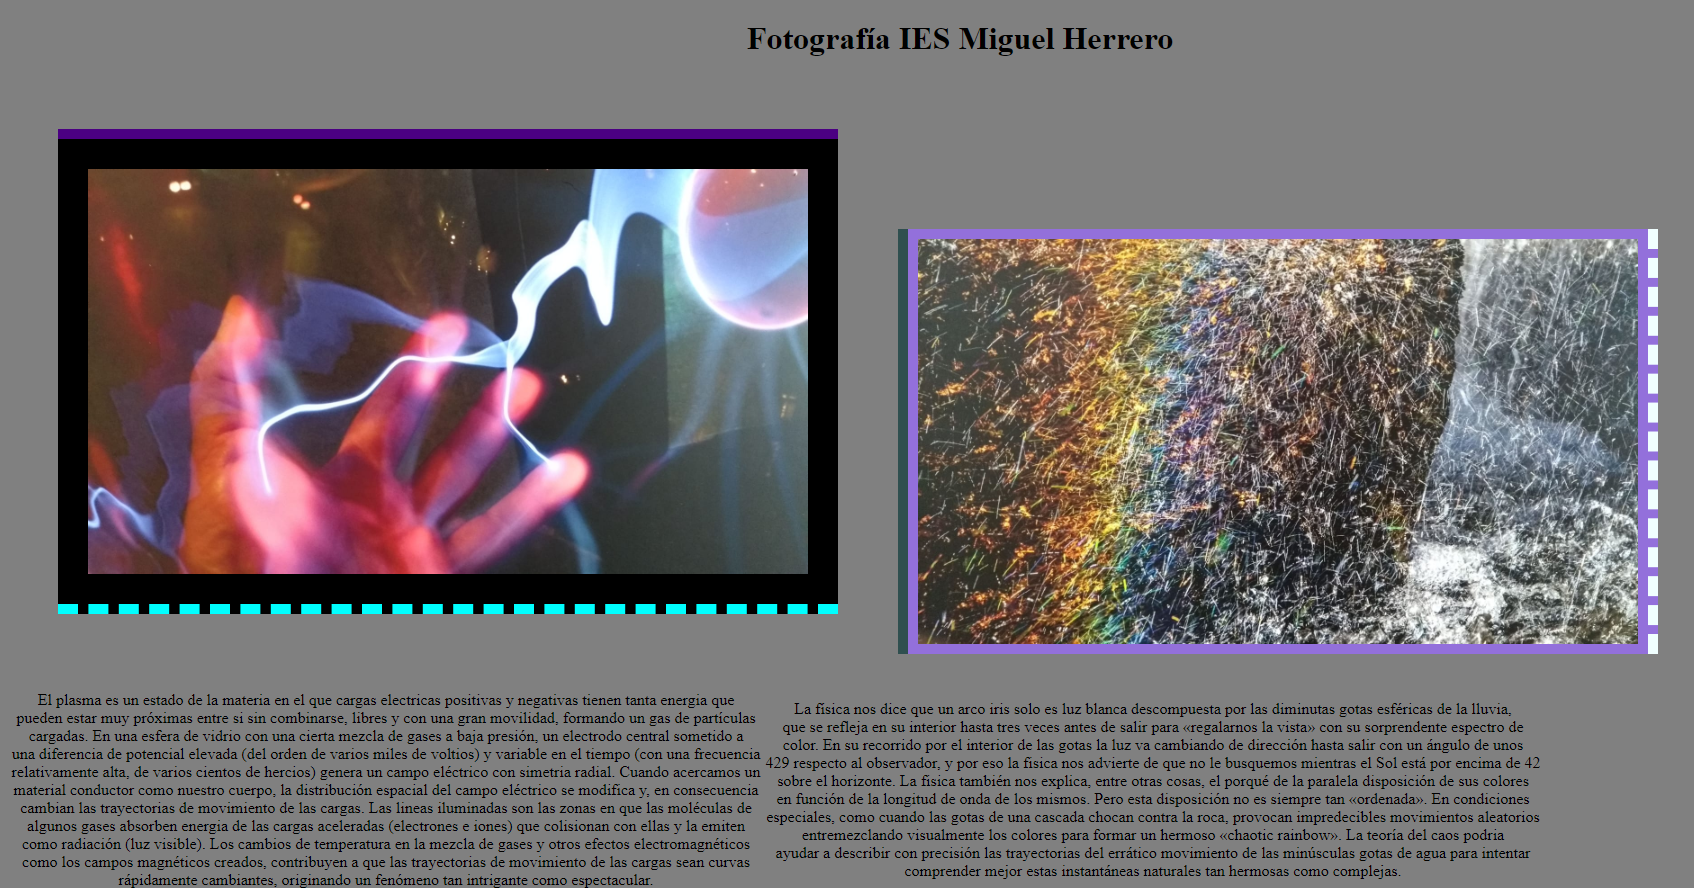 Fotografía IES Miguel Herrero
El plasma es un estado de la materia en el que cargas electricas positivas y negativas tienen tanta energia que
pueden estar muy próximas entre si sin combinarse, libres y con una gran movilidad, formando un gas de partículas
cargadas. En una esfera de vidrio con una cierta mezcla de gases a baja presión, un electrodo central sometido a
una diferencia de potencial elevada (del orden de varios miles de voltios) y variable en el tiempo (con una frecuencia
relativamente alta, de varios cientos de hercios) genera un campo eléctrico con simetria radial. Cuando acercamos un
material conductor como nuestro cuerpo, la distribución espacial del campo eléctrico se modifica y, en consecuencia
cambian las trayectorias de movimiento de las cargas. Las lineas iluminadas son las zonas en que las moléculas de
algunos gases absorben energia de las cargas aceleradas (electrones e iones) que colisionan con ellas y la emiten
como radiación (luz visible). Los cambios de temperatura en la mezcla de gases y otros efectos electromagnéticos
como los campos magnéticos creados, contribuyen a que las trayectorias de movimiento de las cargas sean curvas
rápidamente cambiantes, originando un fenómeno tan intrigante como espectacular.
La física nos dice que un arco iris solo es luz blanca descompuesta por las diminutas gotas esféricas de la lluvia,
que se refleja en su interior hasta tres veces antes de salir para «regalarnos la vista» con su sorprendente espectro de
color. En su recorrido por el interior de las gotas la luz va cambiando de dirección hasta salir con un ángulo de unos
429 respecto al observador, y por eso la física nos advierte de que no le busquemos mientras el Sol está por encima de 42
sobre el horizonte. La física también nos explica, entre otras cosas, el porqué de la paralela disposición de sus colores
en función de la longitud de onda de los mismos. Pero esta disposición no es siempre tan «ordenada». En condiciones
especiales, como cuando las gotas de una cascada chocan contra la roca, provocan impredecibles movimientos aleatorios
entremezclando visualmente los colores para formar un hermoso «chaotic rainbow». La teoría del caos podria
ayudar a describir con precisión las trayectorias del errático movimiento de las minúsculas gotas de agua para intentar
comprender mejor estas instantáneas naturales tan hermosas como complejas.